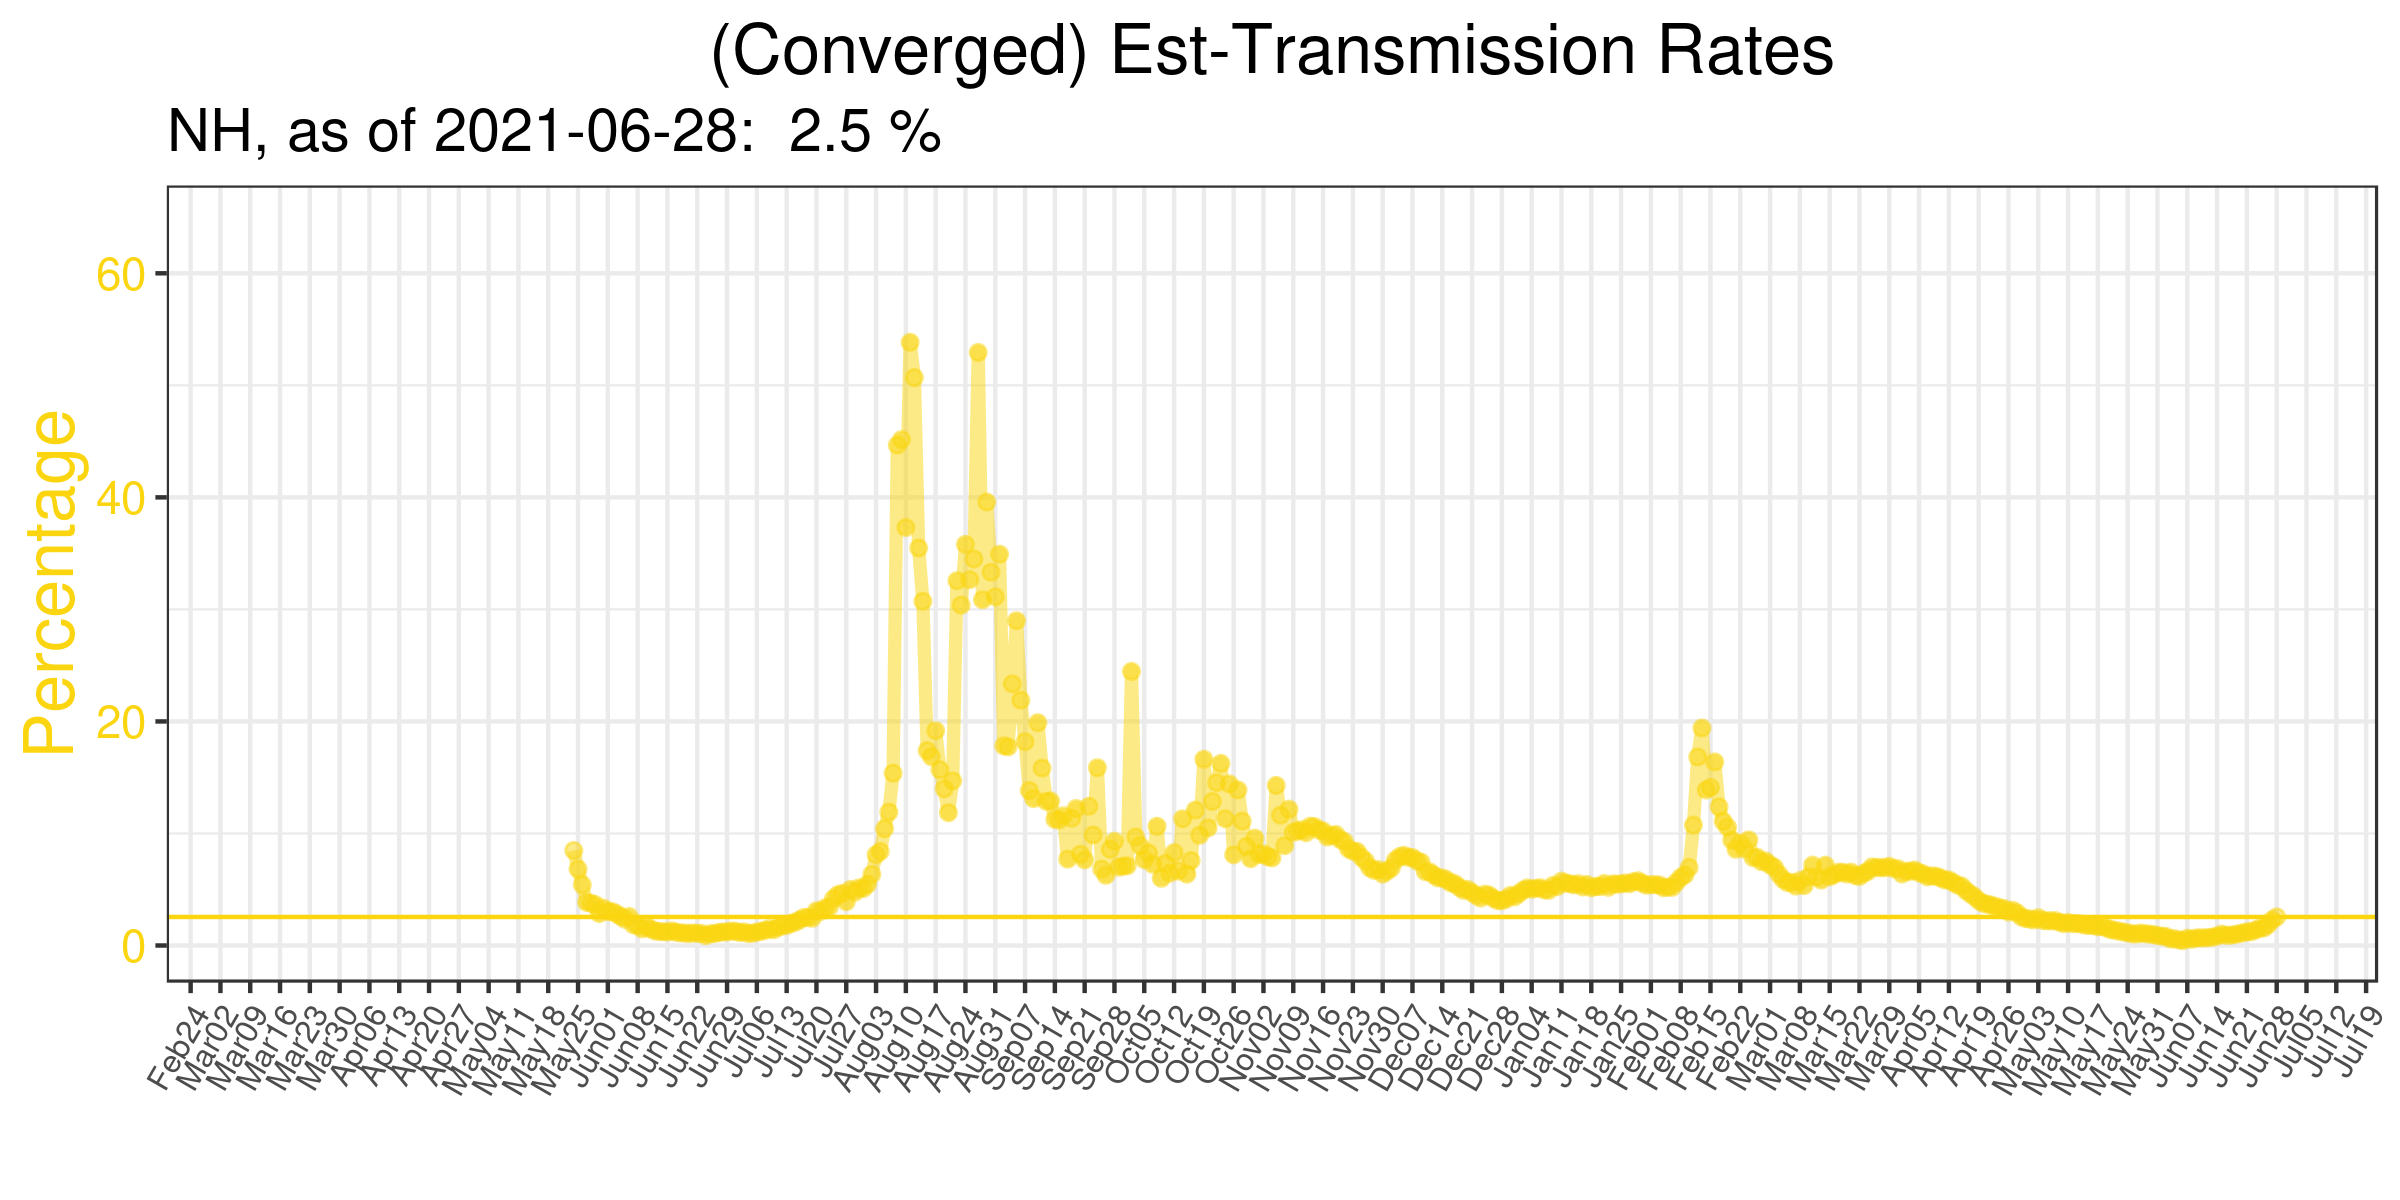 (Converged) Est-Transmission Rates
NH, as of 2021-06-28:  2.5 %
Percentage
60
40
20
0
Feb24
Mar02
Mar09
Mar16
Mar23
Mar30
Apr06
Apr13
Apr20
Apr27
May04
May11
May18
May25
Jun01
Jun08
Jun15
Jun22
Jun29
Jul06
Jul13
Jul20
Jul27
Aug03
Aug10
Aug17
Aug24
Aug31
Sep07
Sep14
Sep21
Sep28
Oct05
Oct12
Oct19
Oct26
Nov02
Nov09
Nov16
Nov23
Nov30
Dec07
Dec14
Dec21
Dec28
Jan04
Jan11
Jan18
Jan25
Feb01
Feb08
Feb15
Feb22
Mar01
Mar08
Mar15
Mar22
Mar29
Apr05
Apr12
Apr19
Apr26
May03
May10
May17
May24
May31
Jun07
Jun14
Jun21
Jun28
Jul05
Jul12
Jul19